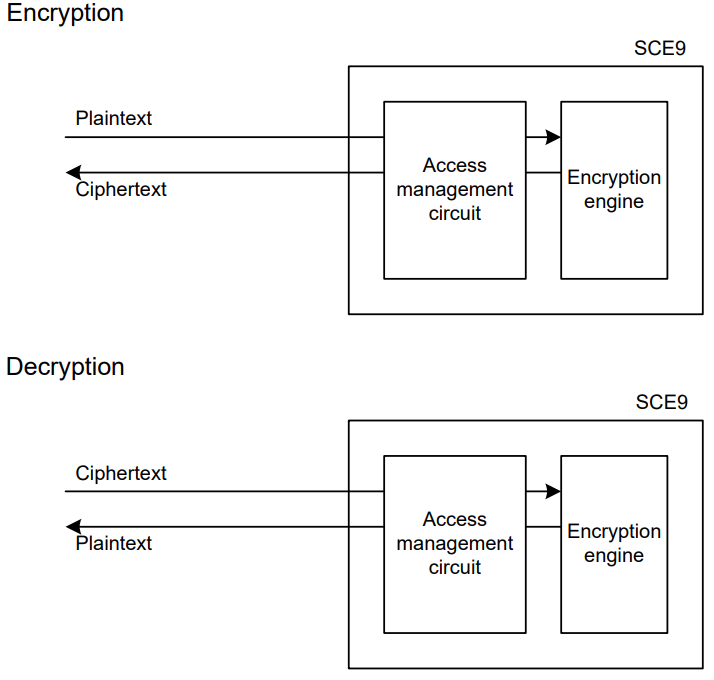 Encryption
SCE9
Plaintext
Ciphertext
Access
management
circuit
Encryption
engine
Decryption
SCE9
Ciphertext
Plaintext
Access
management
circuit
Encryption
engine